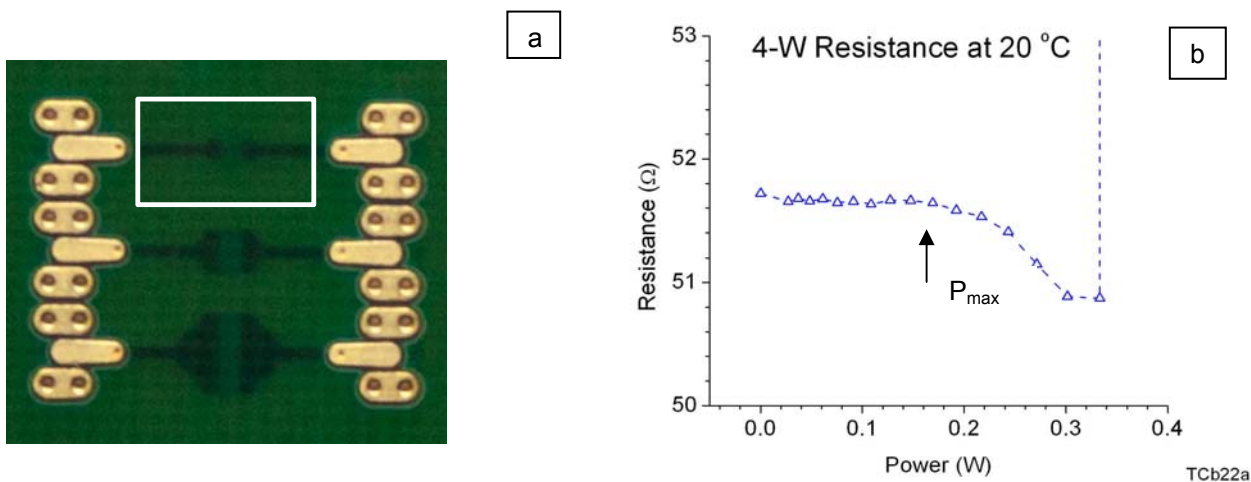 a
b
4-W Resistance at 20 °C
53
52
51
50
Resistance (Ω)
Pmax
0.0 0.1 0.2 0.3 0.4
Power (W)
TCb22a